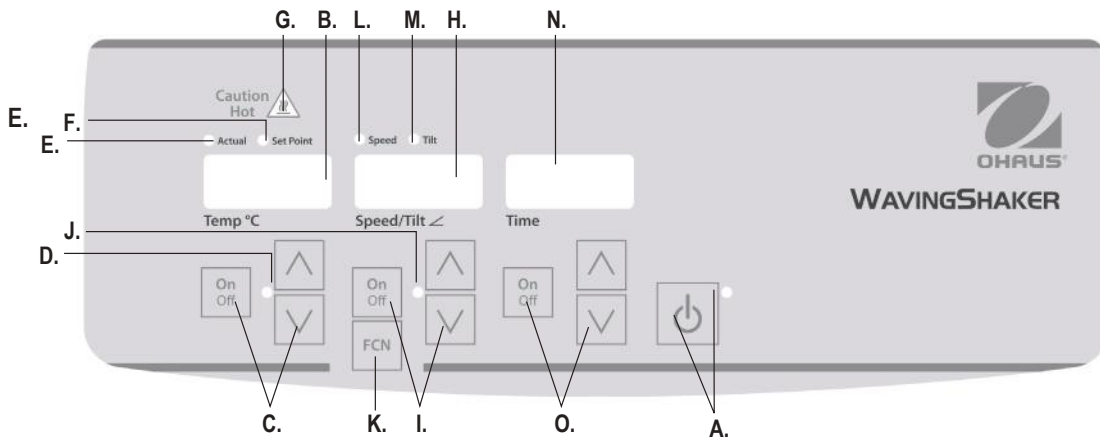 G. B. L. M. H. N.
Caution
Hot
E. F.
E. Actual Set Point Speed Tilt
OHAUS
WAVINGSHAKER
Temp °C Speed/Tilt ∠ Time
J.
D.
On On On
Off Off Off
FCN
C. K. I. O. A.